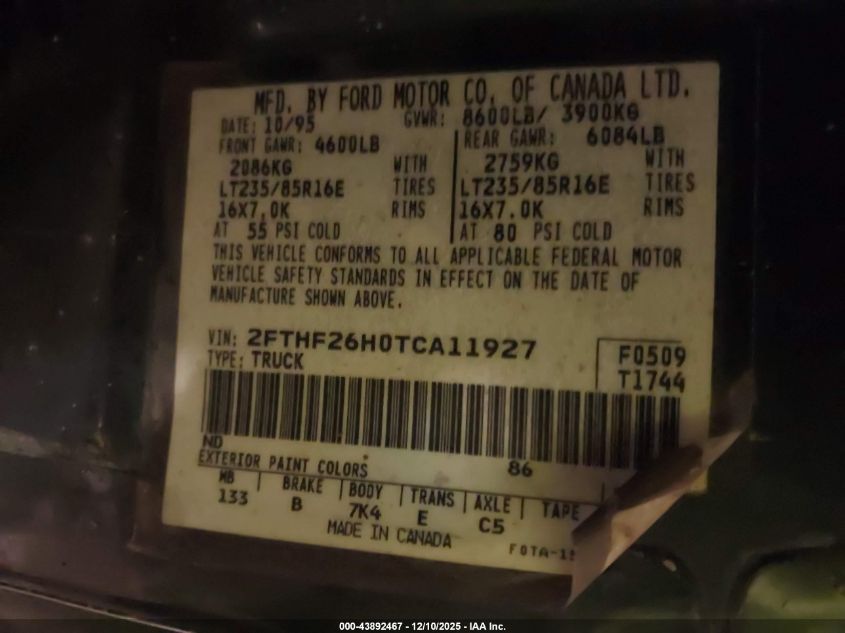 MFD. BY FORD MOTOR CO. OF CANADA LTD.
DATE: 10/95 GVWR: 8600LB/ 3900KG
FRONT GAWR: 4600LB REAR GAWR: 6084LB
2086KG WITH 2759KG WITH
LT235/85R16E TIRES LT235/85R16E TIRES
16X7.0K RIMS 16X7.0K RIMS
AT 55 PSI COLD AT 80 PSI COLD
THIS VEHICLE CONFORMS TO ALL APPLICABLE FEDERAL MOTOR
VEHICLE SAFETY STANDARDS IN EFFECT ON THE DATE OF
MANUFACTURE SHOWN ABOVE.
VIN: 2FTHF26H0TCA11927 F0509
TYPE: TRUCK T1744
ND 86
EXTERIOR PAINT COLORS
WB BRAKE BODY TRANS AXLE TAPE
133 B 7K4 E C5
MADE IN CANADA
000-43892467 - 12/10/2025 - IAA Inc.